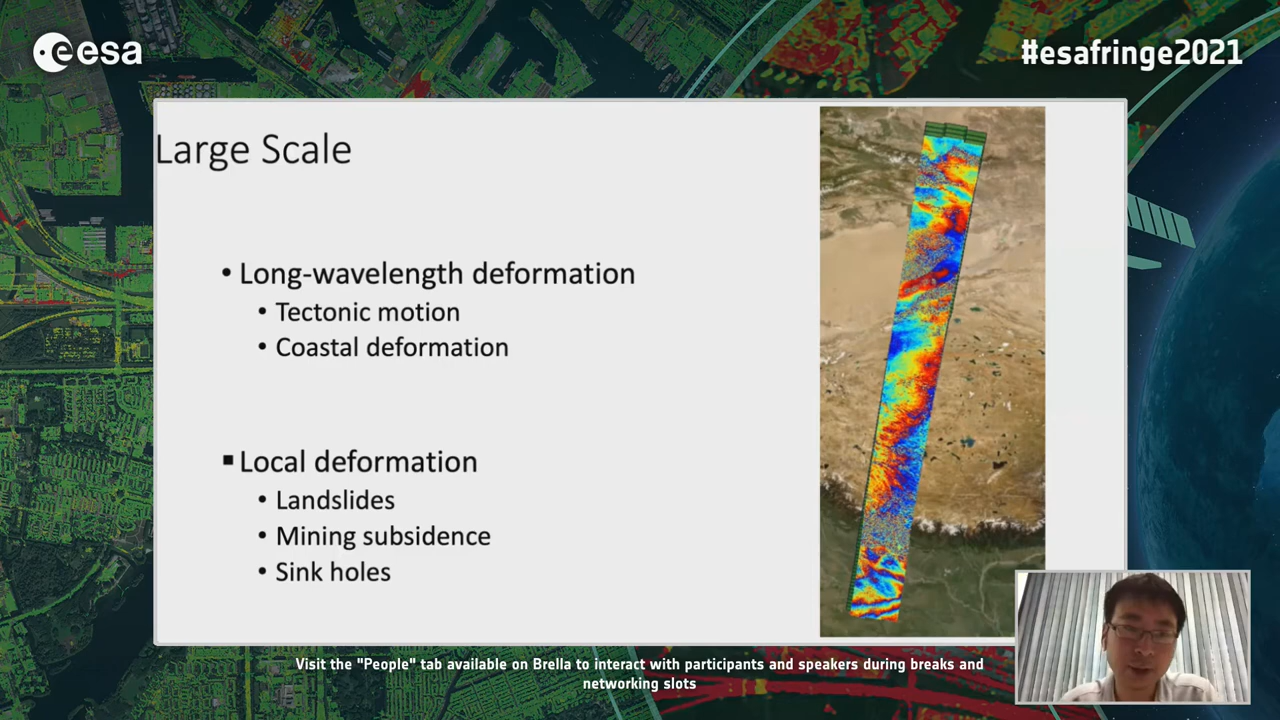 esa
#esafringe2021
Large Scale
• Long-wavelength deformation
• Tectonic motion
• Coastal deformation
▪ Local deformation
• Landslides
• Mining subsidence
• Sink holes
Visit the "People" tab available on Brella to interact with participants and speakers during breaks and
networking slots